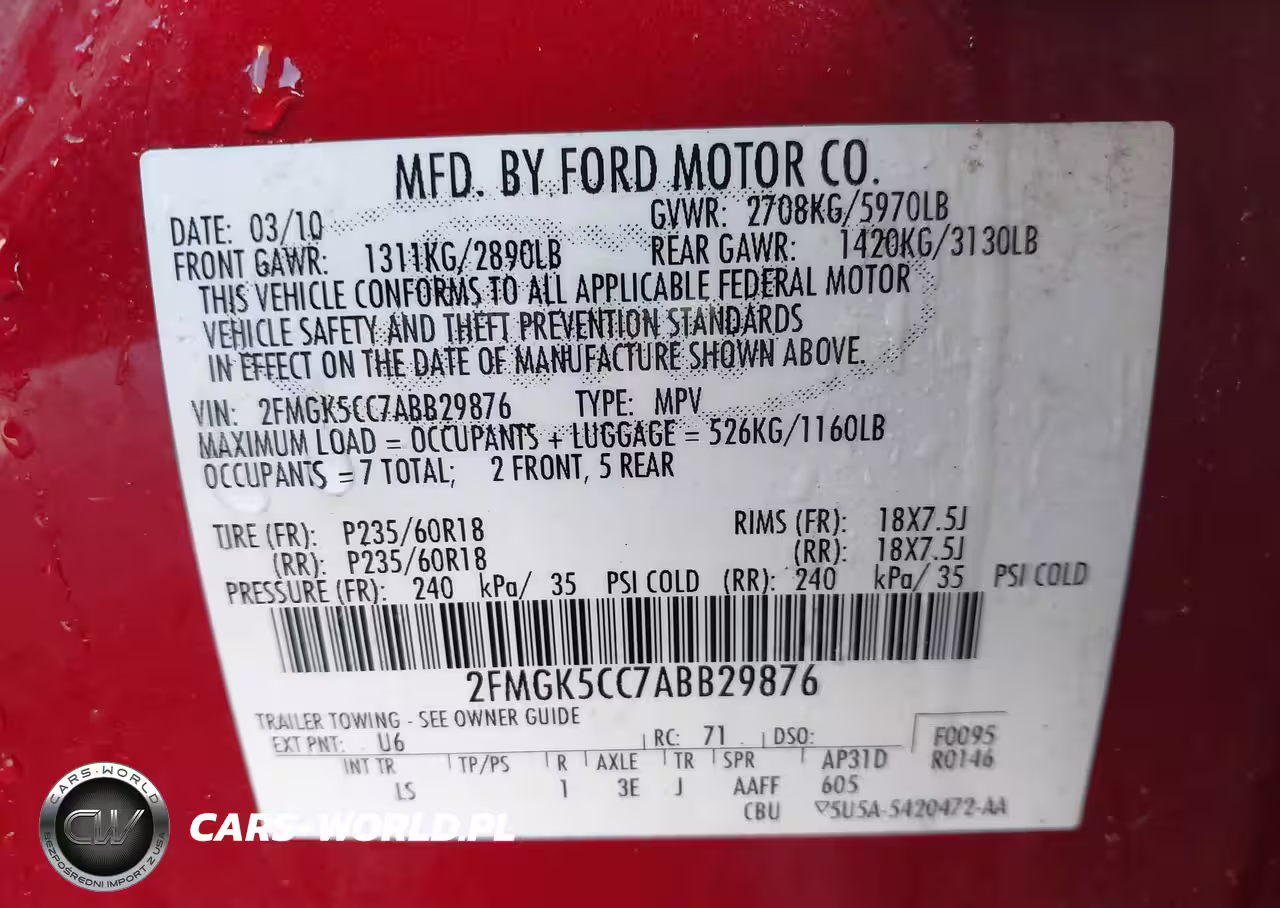 MFD. BY FORD MOTOR CO.
DATE: 03/10 GVWR: 2708KG/5970LB
FRONT GAWR: 1311KG/2890LB REAR GAWR: 1420KG/3130LB
THIS VEHICLE CONFORMS TO ALL APPLICABLE FEDERAL MOTOR
VEHICLE SAFETY AND THEFT PREVENTION STANDARDS
IN EFFECT ON THE DATE OF MANUFACTURE SHOWN ABOVE.
VIN: 2FMGK5CC7ABB29876 TYPE: MPV
MAXIMUM LOAD = OCCUPANTS + LUGGAGE = 526KG/1160LB
OCCUPANTS = 7 TOTAL; 2 FRONT, 5 REAR
TIRE (FR): P235/60R18 RIMS (FR): 18X7.5J
(RR): P235/60R18 (RR): 18X7.5J
PRESSURE (FR): 240 kPa/ 35 PSI COLD (RR): 240 kPa/ 35 PSI COLD
2FMGK5CC7ABB29876
TRAILER TOWING - SEE OWNER GUIDE
EXT PNT: U6 RC: 71 DSO: F0095
INT TR TP/PS R AXLE TR SPR AP31D R0146
LS 1 3E J AAFF 605
CBU ▽5U5A-5420472-AA
CARS-WORLD
CW
BEZPOŚREDNI IMPORT Z USA
CARS-WORLD.PL